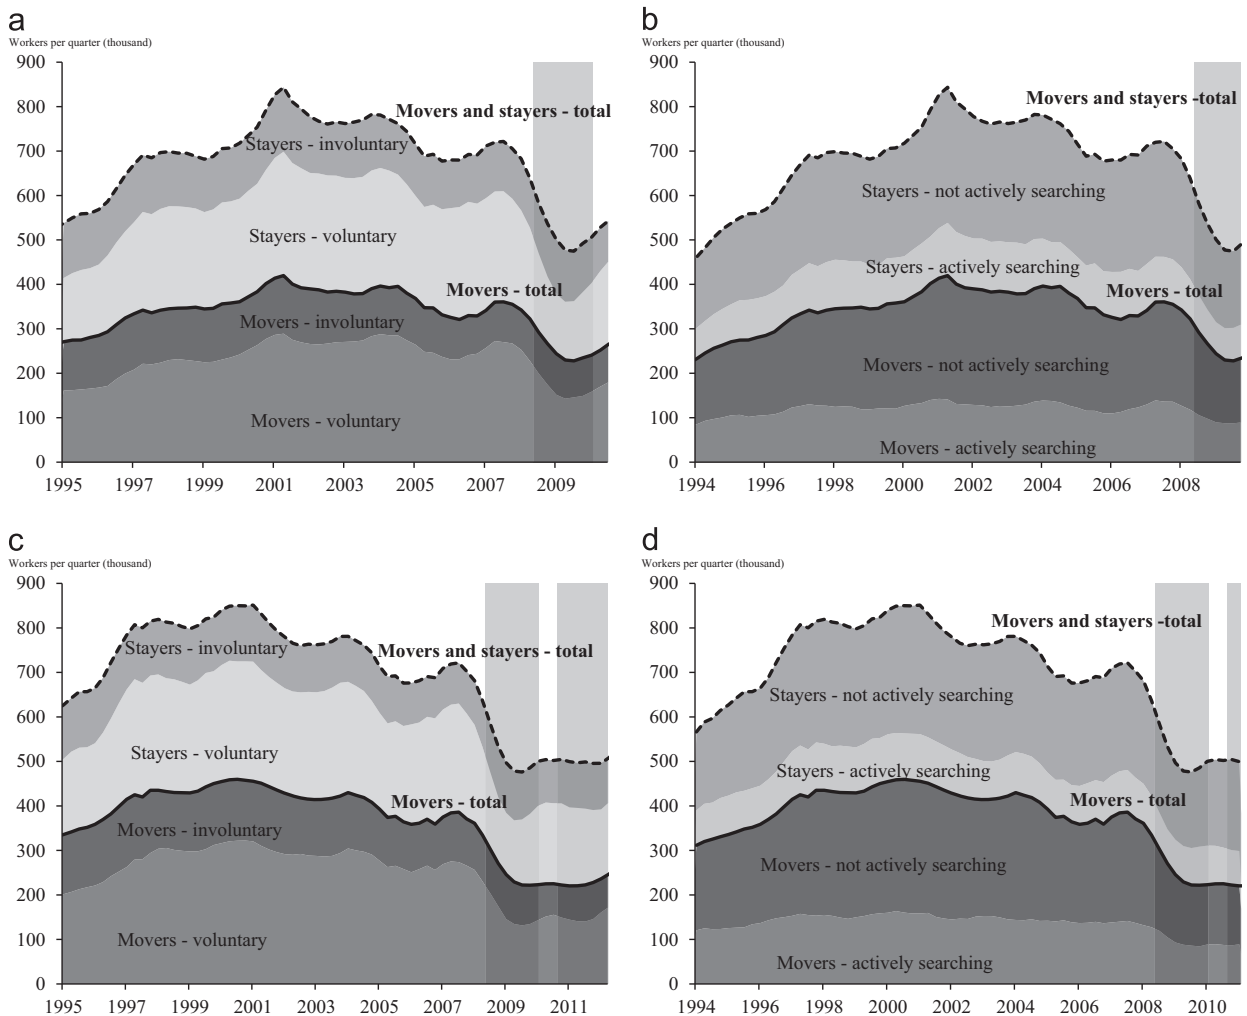 a
Workers per quarter (thousand)
900
800
700
600
500
400
300
200
100
0
Movers and stayers - total
Stayers - involuntary
Stayers - voluntary
Movers - total
Movers - involuntary
Movers - voluntary
1995 1997 1999 2001 2003 2005 2007 2009
b
Workers per quarter (thousand)
900
800
700
600
500
400
300
200
100
0
Movers and stayers -total
Stayers - not actively searching
Stayers - actively searching
Movers - total
Movers - not actively searching
Movers - actively searching
1994 1996 1998 2000 2002 2004 2006 2008
c
Workers per quarter (thousand)
900
800
700
600
500
400
300
200
100
0
Stayers - involuntary
Movers and stayers - total
Stayers - voluntary
Movers - total
Movers - involuntary
Movers - voluntary
1995 1997 1999 2001 2003 2005 2007 2009 2011
d
Workers per quarter (thousand)
900
800
700
600
500
400
300
200
100
0
Movers and stayers -total
Stayers - not actively searching
Stayers - actively searching
Movers - total
Movers - not actively searching
Movers - actively searching
1994 1996 1998 2000 2002 2004 2006 2008 2010